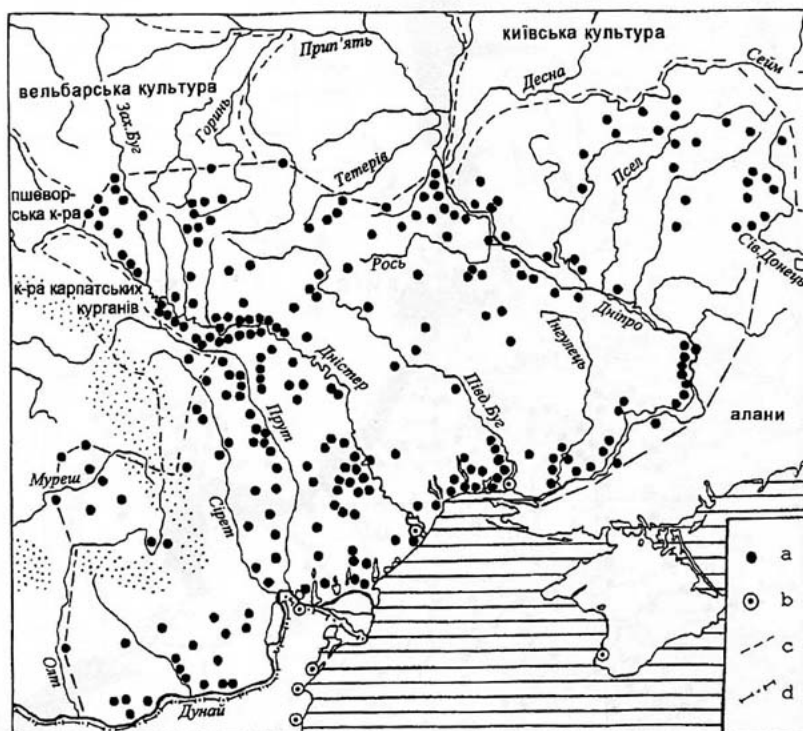 київська культура
Прип'ять
Сейм
Десна
вельбарська культура
Зах.Буг
Горинь
Псел
Тетерів
пшевор-
ська к-ра
Сів.Донець
Рось
к-ра карпатських
курганів
Дніпро
Інгулець
Дністер
Півд.Буг
Прут
алани
Муреш
Сірет
a
b
c
d
Олт
Дунай